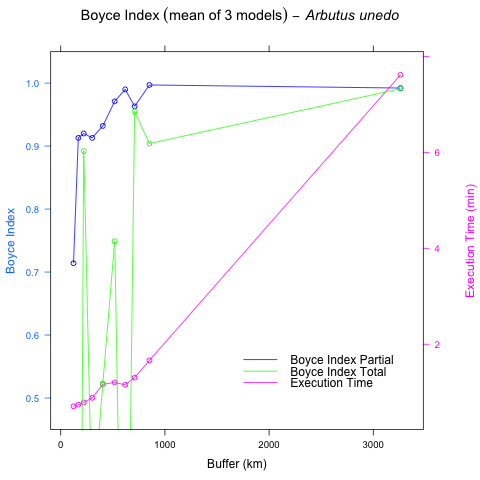 Boyce Index (mean of 3 models) – Arbutus unedo
1.0
0.9
0.8
0.7
0.6
0.5
Boyce Index
6
4
2
Execution Time (min)
Boyce Index Partial
Boyce Index Total
Execution Time
0
1000
2000
3000
Buffer (km)